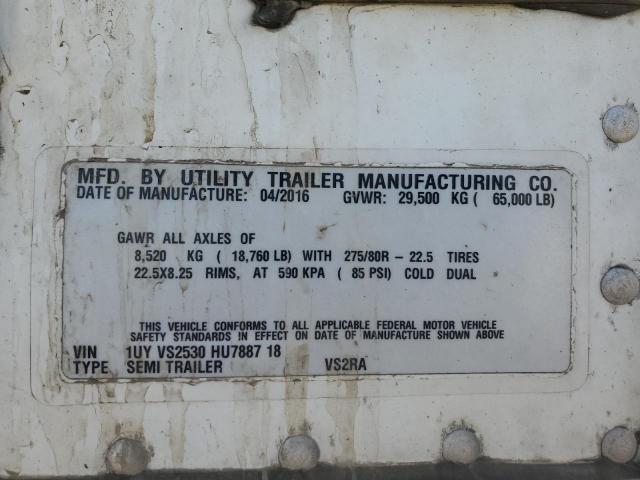 MFD. BY UTILITY TRAILER MANUFACTURING CO.
DATE OF MANUFACTURE: 04/2016 GVWR: 29,500 KG ( 65,000 LB)
GAWR ALL AXLES OF
8,520 KG ( 18,760 LB) WITH 275/80R - 22.5 TIRES
22.5X8.25 RIMS, AT 590 KPA ( 85 PSI) COLD DUAL
THIS VEHICLE CONFORMS TO ALL APPLICABLE FEDERAL MOTOR VEHICLE
SAFETY STANDARDS IN EFFECT ON DATE OF MANUFACTURE SHOWN ABOVE
VIN 1UY VS2530 HU7887 18
TYPE SEMI TRAILER VS2RA